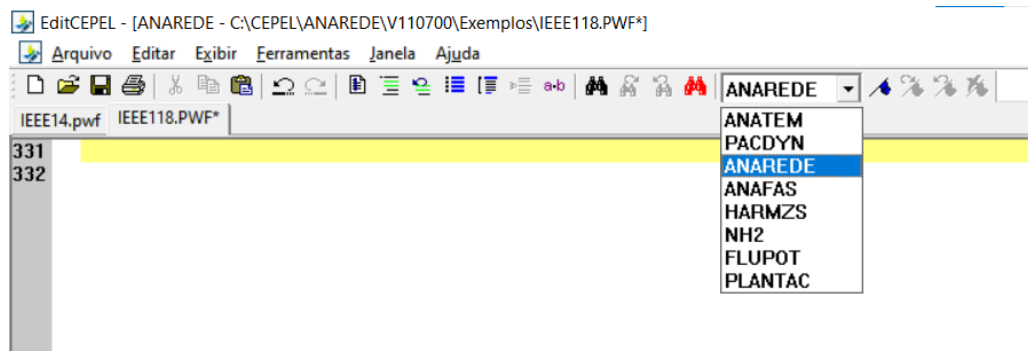 EditCEPEL - [ANAREDE - C:\CEPEL\ANAREDE\V110700\Exemplos\IEEE118.PWF*]
Arquivo Editar Exibir Ferramentas Janela Ajuda
a•b ANAREDE
IEEE14.pwf IEEE118.PWF*
331
332
ANATEM
PACDYN
ANAREDE
ANAFAS
HARMZS
NH2
FLUPOT
PLANTAC